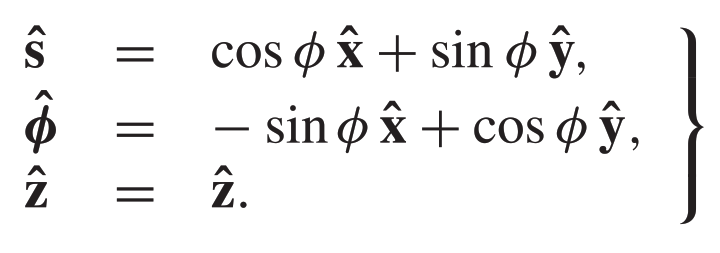 ŝ = cos ϕ x̂ + sin ϕ ŷ,
ϕ̂ = − sin ϕ x̂ + cos ϕ ŷ,
ẑ = ẑ.
}